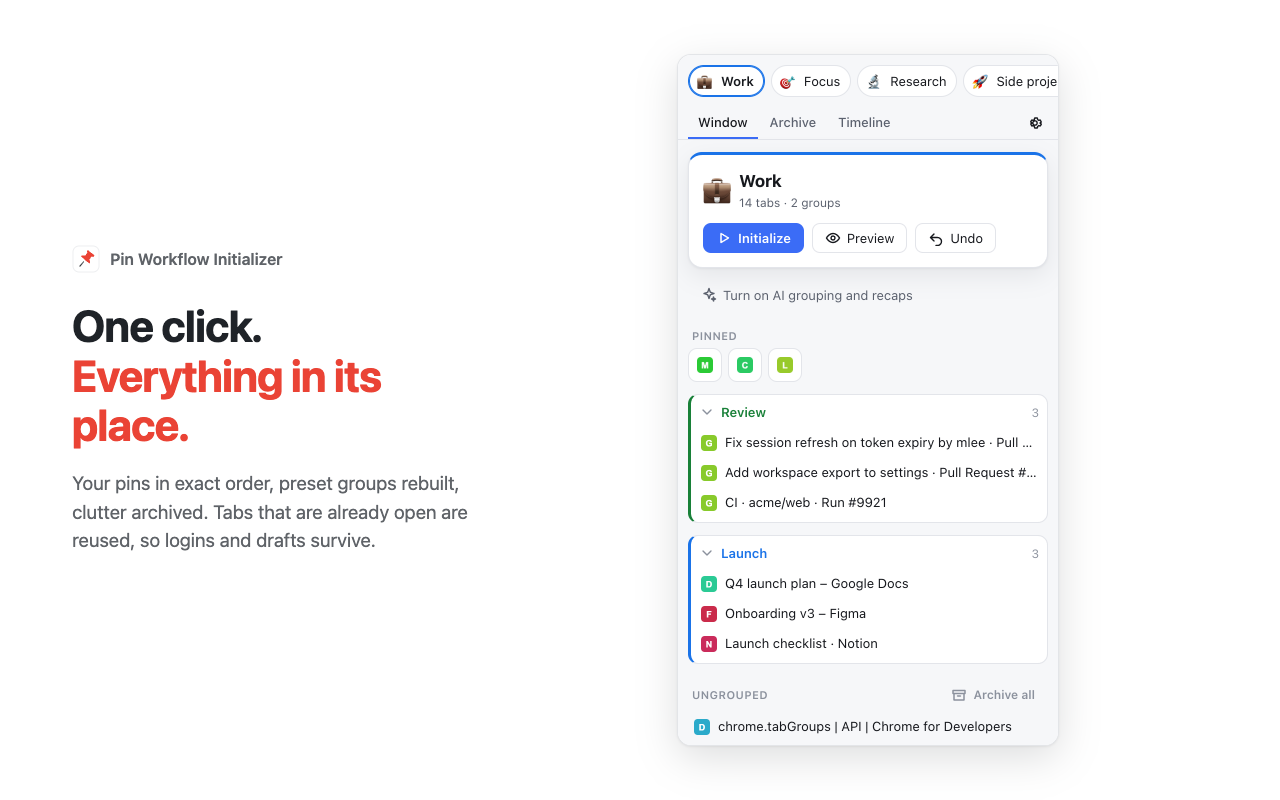 Pin Workflow Initializer
One click.
Everything in its
place.
Your pins in exact order, preset groups rebuilt,
clutter archived. Tabs that are already open are
reused, so logins and drafts survive.
Work Focus Research Side proje
Window Archive Timeline
Work
14 tabs · 2 groups
Initialize Preview Undo
Turn on AI grouping and recaps
PINNED
M C L
Review 3
G Fix session refresh on token expiry by mlee · Pull ...
G Add workspace export to settings · Pull Request #...
G CI · acme/web · Run #9921
Launch 3
D Q4 launch plan – Google Docs
F Onboarding v3 – Figma
N Launch checklist · Notion
UNGROUPED Archive all
D chrome.tabGroups | API | Chrome for Developers